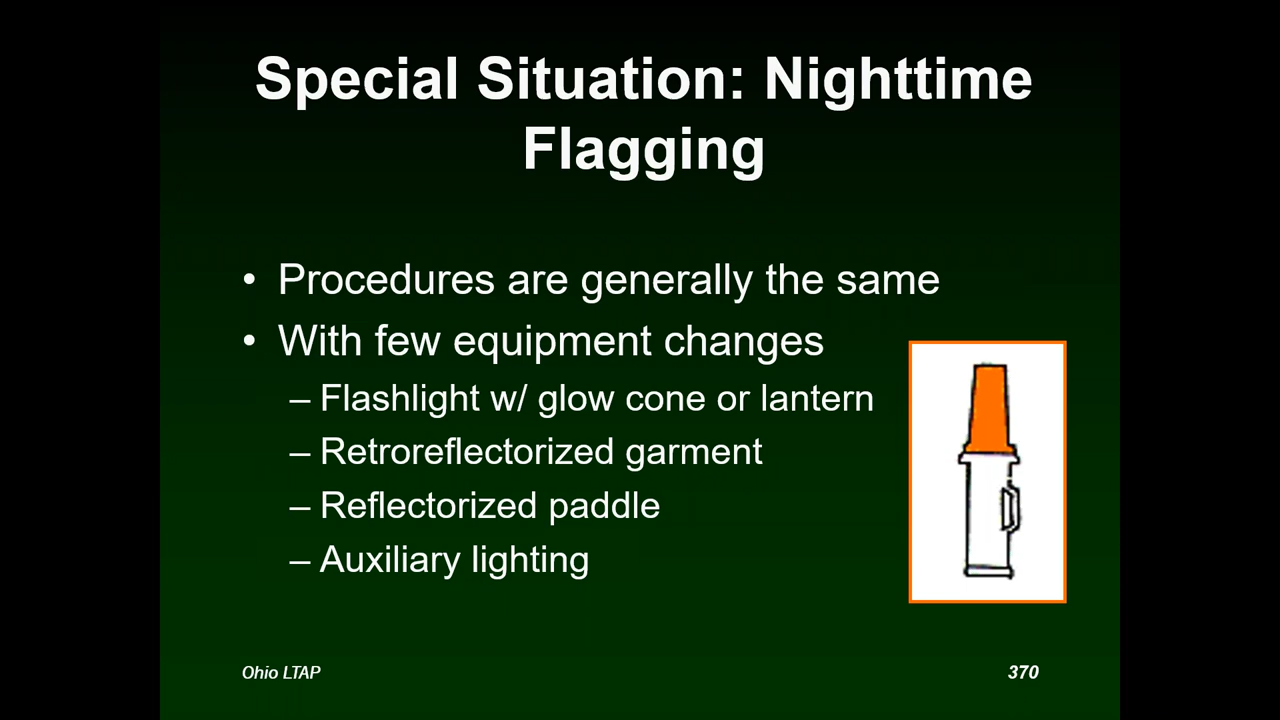 Special Situation: Nighttime
Flagging
• Procedures are generally the same
• With few equipment changes
– Flashlight w/ glow cone or lantern
– Retroreflectorized garment
– Reflectorized paddle
– Auxiliary lighting
Ohio LTAP
370